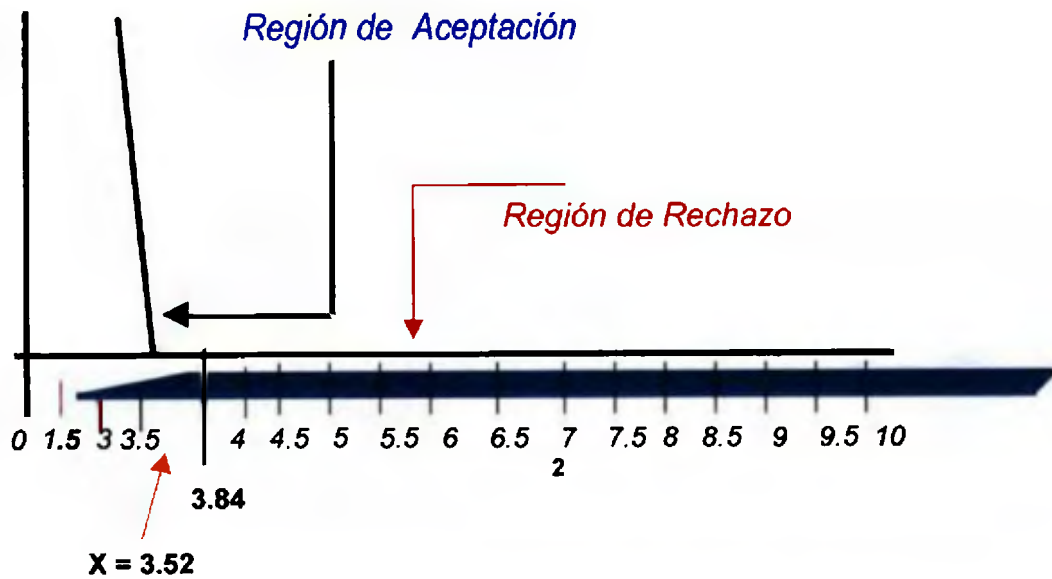 Región de Aceptación
Región de Rechazo
0 1.5 3 3.5 4 4.5 5 5.5 6 6.5 7 7.5 8 8.5 9 9.5 10
2
3.84
X = 3.52